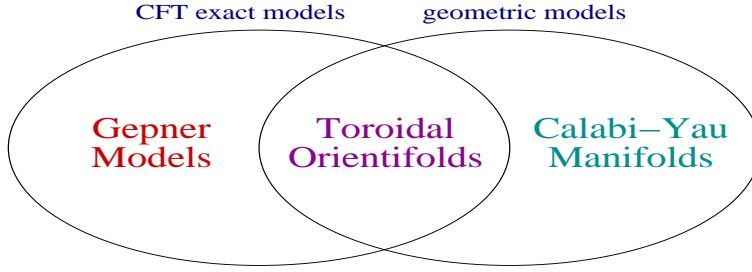 CFT exact models
geometric models
Gepner
Models
Toroidal
Orientifolds
Calabi–Yau
Manifolds